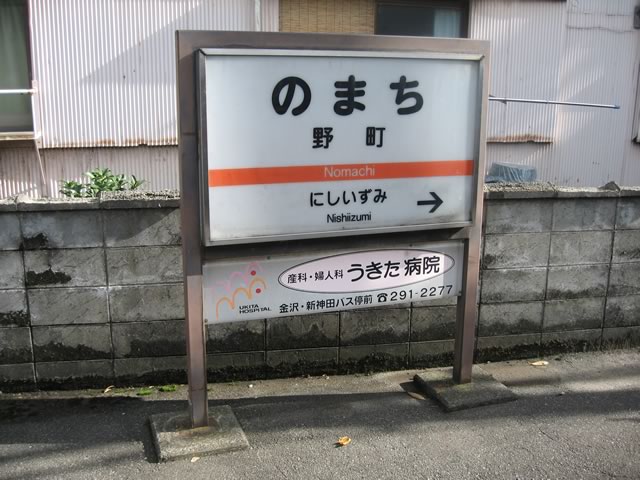 のまち
野町
Nomachi
にしいずみ →
Nishiizumi
産科・婦人科 うきた病院
UKITA
HOSPITAL
金沢・新神田バス停前 ☎291-2277